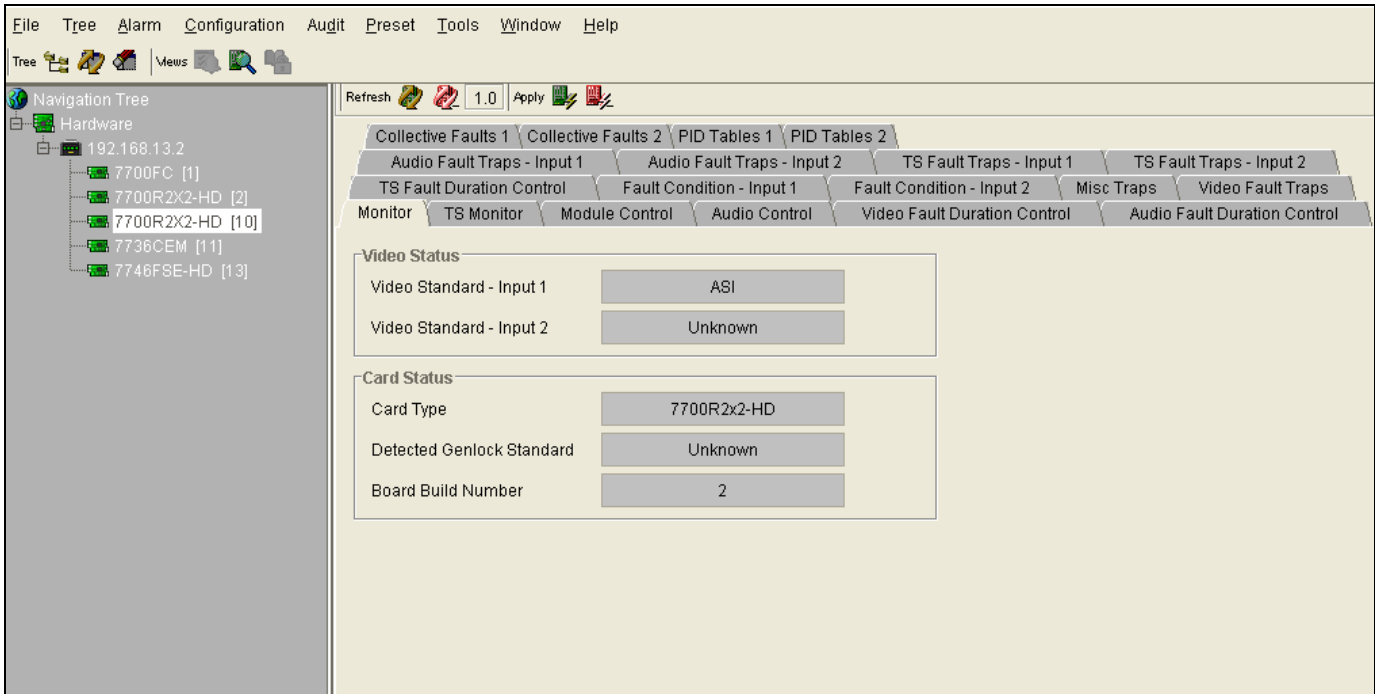 File Tree Alarm Configuration Audit Preset Tools Window Help
Tree Views
Navigation Tree
Hardware
192.168.13.2
7700FC [1]
7700R2X2-HD [2]
7700R2X2-HD [10]
7736CEM [11]
7746FSE-HD [13]
Refresh 1.0 Apply
Collective Faults 1 Collective Faults 2 PID Tables 1 PID Tables 2
Audio Fault Traps - Input 1 Audio Fault Traps - Input 2 TS Fault Traps - Input 1 TS Fault Traps - Input 2
TS Fault Duration Control Fault Condition - Input 1 Fault Condition - Input 2 Misc Traps Video Fault Traps
Monitor TS Monitor Module Control Audio Control Video Fault Duration Control Audio Fault Duration Control
Video Status
Video Standard - Input 1 ASI
Video Standard - Input 2 Unknown
Card Status
Card Type 7700R2x2-HD
Detected Genlock Standard Unknown
Board Build Number 2